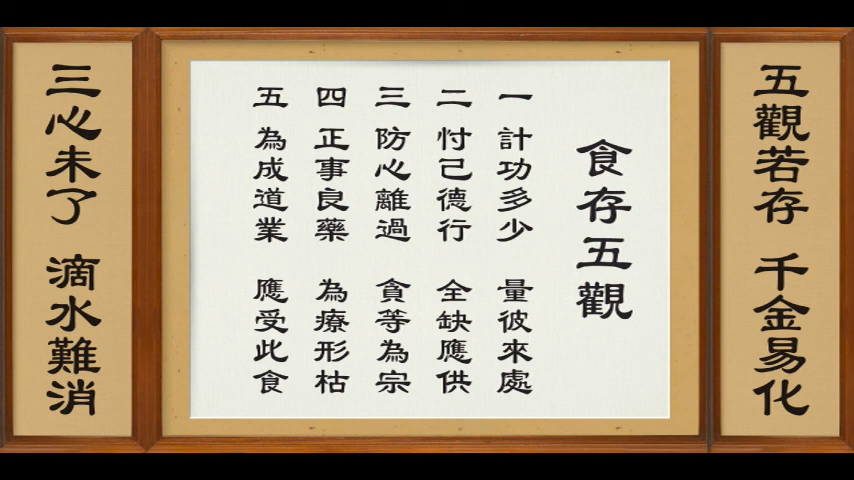 五觀若存 千金易化
食存五觀
一 計功多少 量彼來處
二 忖己德行 全缺應供
三 防心離過 貪等為宗
四 正事良藥 為療形枯
五 為成道業 應受此食
三心未了 滴水難消